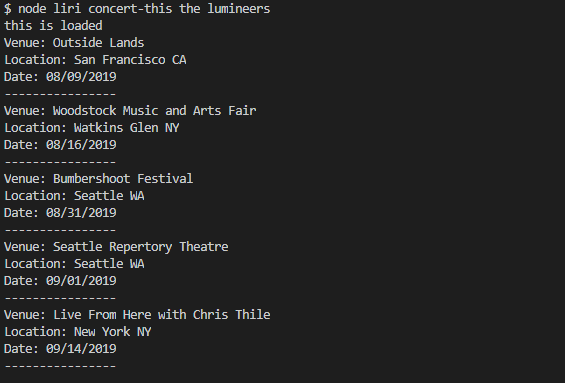 $ node liri concert-this the lumineers
this is loaded
Venue: Outside Lands
Location: San Francisco CA
Date: 08/09/2019
----------------
Venue: Woodstock Music and Arts Fair
Location: Watkins Glen NY
Date: 08/16/2019
----------------
Venue: Bumbershoot Festival
Location: Seattle WA
Date: 08/31/2019
----------------
Venue: Seattle Repertory Theatre
Location: Seattle WA
Date: 09/01/2019
----------------
Venue: Live From Here with Chris Thile
Location: New York NY
Date: 09/14/2019
----------------